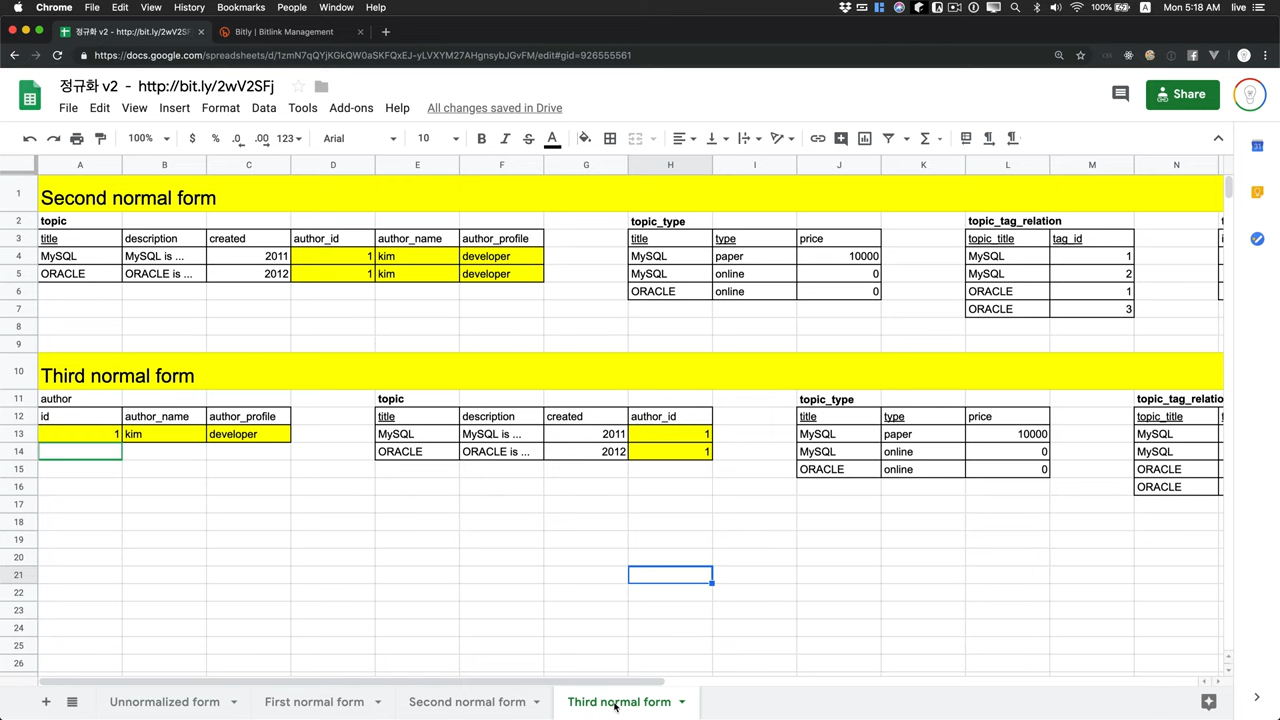 Chrome File Edit View History Bookmarks People Window Help 100% A Mon 5:18 AM live
정규화 v2 - http://bit.ly/2wV2SF × Bitly | Bitlink Management × +
https://docs.google.com/spreadsheets/d/1zmN7qQYjKGkQW0aSKFQxEJ-yLVXYM27AHgnsybJGvFM/edit#gid=926555561
정규화 v2 - http://bit.ly/2wV2SFj
File Edit View Insert Format Data Tools Add-ons Help All changes saved in Drive
Share
100% $ % .0 .00 123 Arial 10 B I S A
A B C D E F G H I J K L M N
1 Second normal form
2 topic topic_type topic_tag_relation
3 title description created author_id author_name author_profile title type price topic_title tag_id
4 MySQL MySQL is ... 2011 1 kim developer MySQL paper 10000 MySQL 1
5 ORACLE ORACLE is ... 2012 1 kim developer MySQL online 0 MySQL 2
6 ORACLE online 0 ORACLE 1
7 ORACLE 3
8
9
10 Third normal form
11 author topic topic_type topic_tag_relatio
12 id author_name author_profile title description created author_id title type price topic_title
13 1 kim developer MySQL MySQL is ... 2011 1 MySQL paper 10000 MySQL
14 ORACLE ORACLE is ... 2012 1 MySQL online 0 MySQL
15 ORACLE online 0 ORACLE
16 ORACLE
17
18
19
20
21
22
23
24
25
26
+ Unnormalized form First normal form Second normal form Third normal form